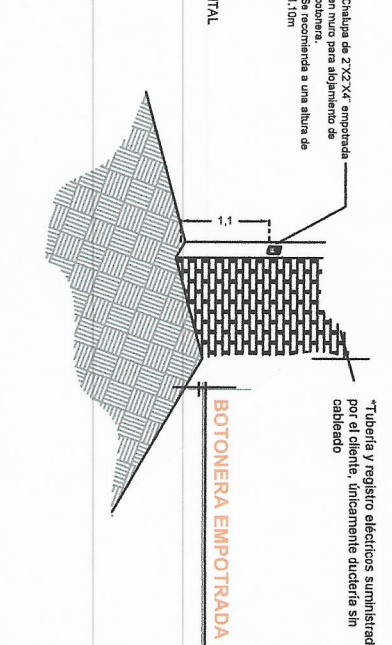 Chalupa de 2"X2"X4" empotrada
en muro para alojamiento de
botonera.
Se recomienda a una altura de
1.10m
ITAL
1,1
*Tubería y registro eléctricos suministrad
por el cliente, únicamente ductería sin
cableado
BOTONERA EMPOTRADA